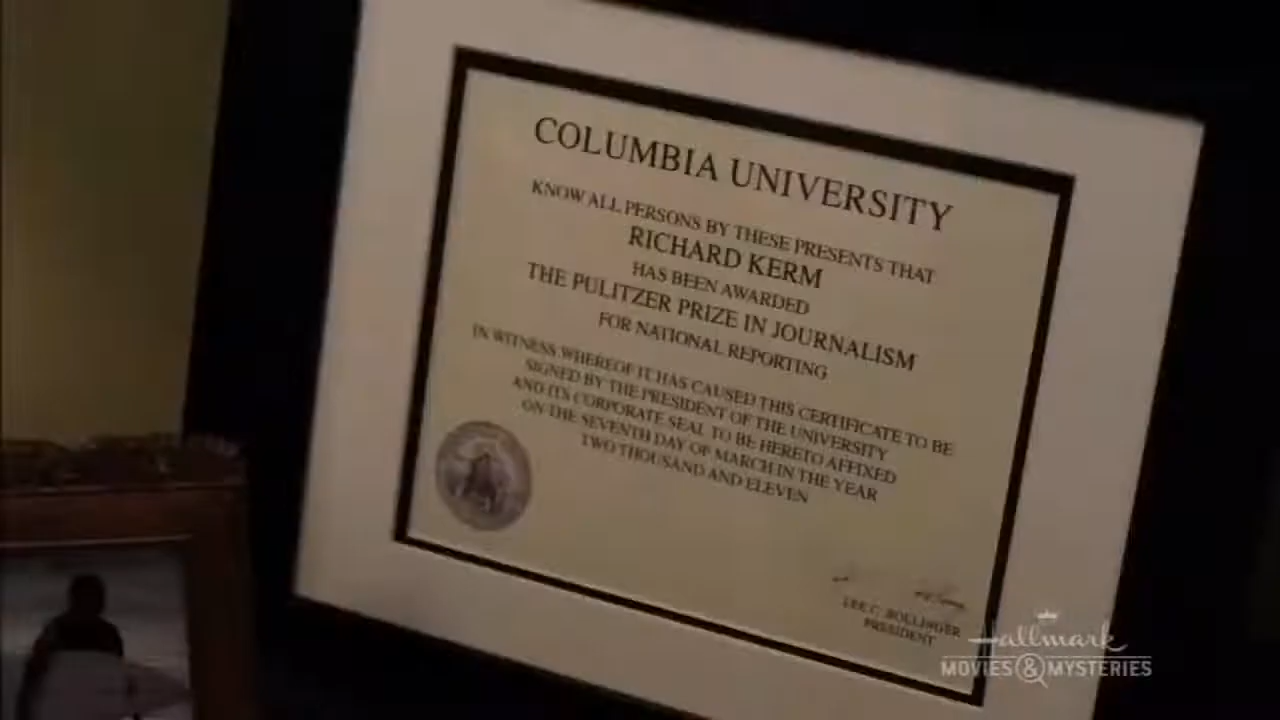 COLUMBIA UNIVERSITY
KNOW ALL PERSONS BY THESE PRESENTS THAT
RICHARD KERM
HAS BEEN AWARDED
THE PULITZER PRIZE IN JOURNALISM
FOR NATIONAL REPORTING
IN WITNESS WHEREOF IT HAS CAUSED THIS CERTIFICATE TO BE
SIGNED BY THE PRESIDENT OF THE UNIVERSITY
AND ITS CORPORATE SEAL TO BE HERETO AFFIXED
ON THE SEVENTH DAY OF MARCH IN THE YEAR
TWO THOUSAND AND ELEVEN
LEE C. BOLLINGER
PRESIDENT
Hallmark
MOVIES & MYSTERIES